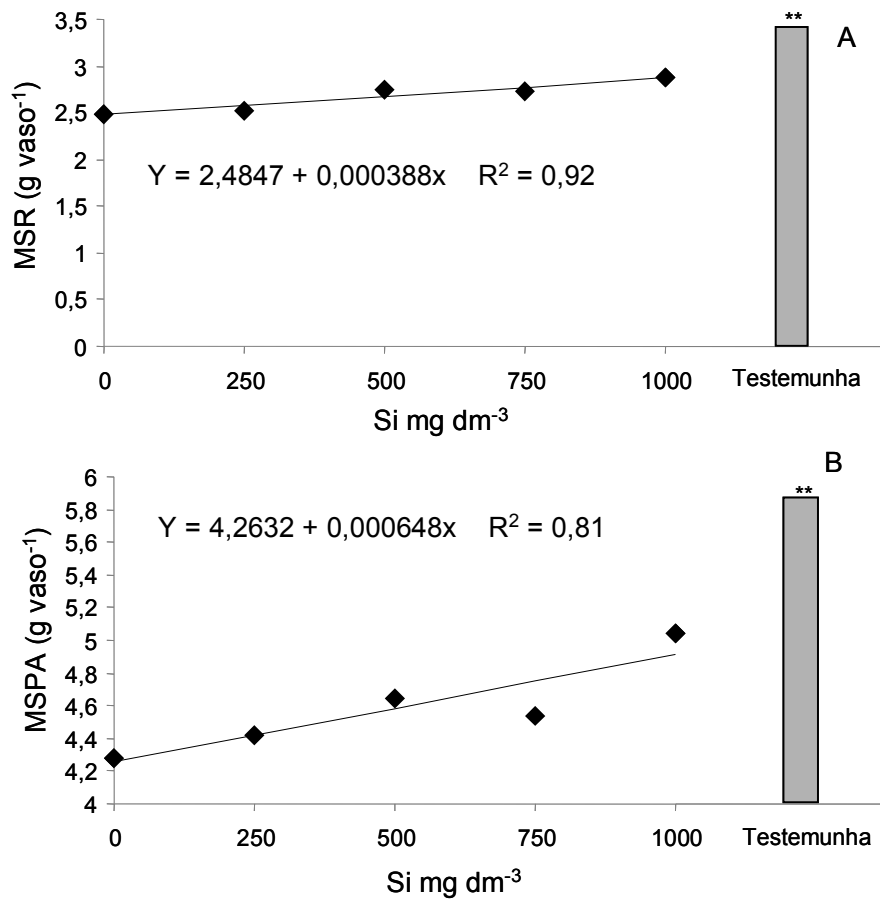 3,5
3
2,5
2
1,5
1
0,5
0
MSR (g vaso-1)
**
A
Y = 2,4847 + 0,000388x R2 = 0,92
0 250 500 750 1000 Testemunha
Si mg dm-3
B
6
5,8
5,6
5,4
5,2
5
4,8
4,6
4,4
4,2
4
MSPA (g vaso-1)
**
Y = 4,2632 + 0,000648x R2 = 0,81
0 250 500 750 1000 Testemunha
Si mg dm-3